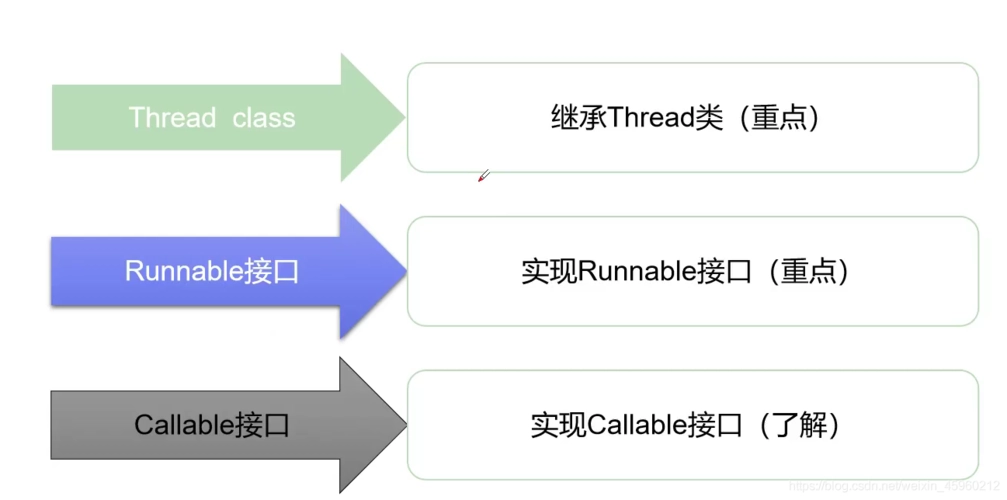 Thread class
继承Thread类（重点）
Runnable接口
实现Runnable接口（重点）
Callable接口
实现Callable接口（了解）
https://blog.csdn.net/weixin_45960212